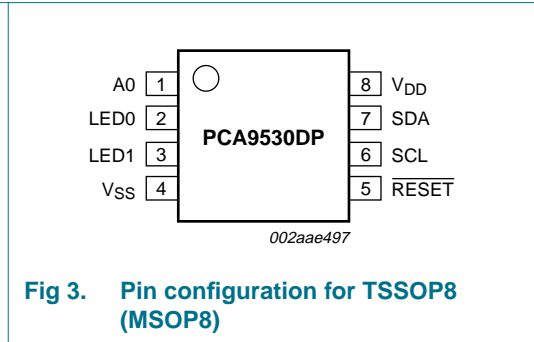 A0 1
LED0 2
LED1 3
VSS 4
PCA9530DP
8 VDD
7 SDA
6 SCL
5 RESET
002aae497
Fig 3. Pin configuration for TSSOP8
(MSOP8)